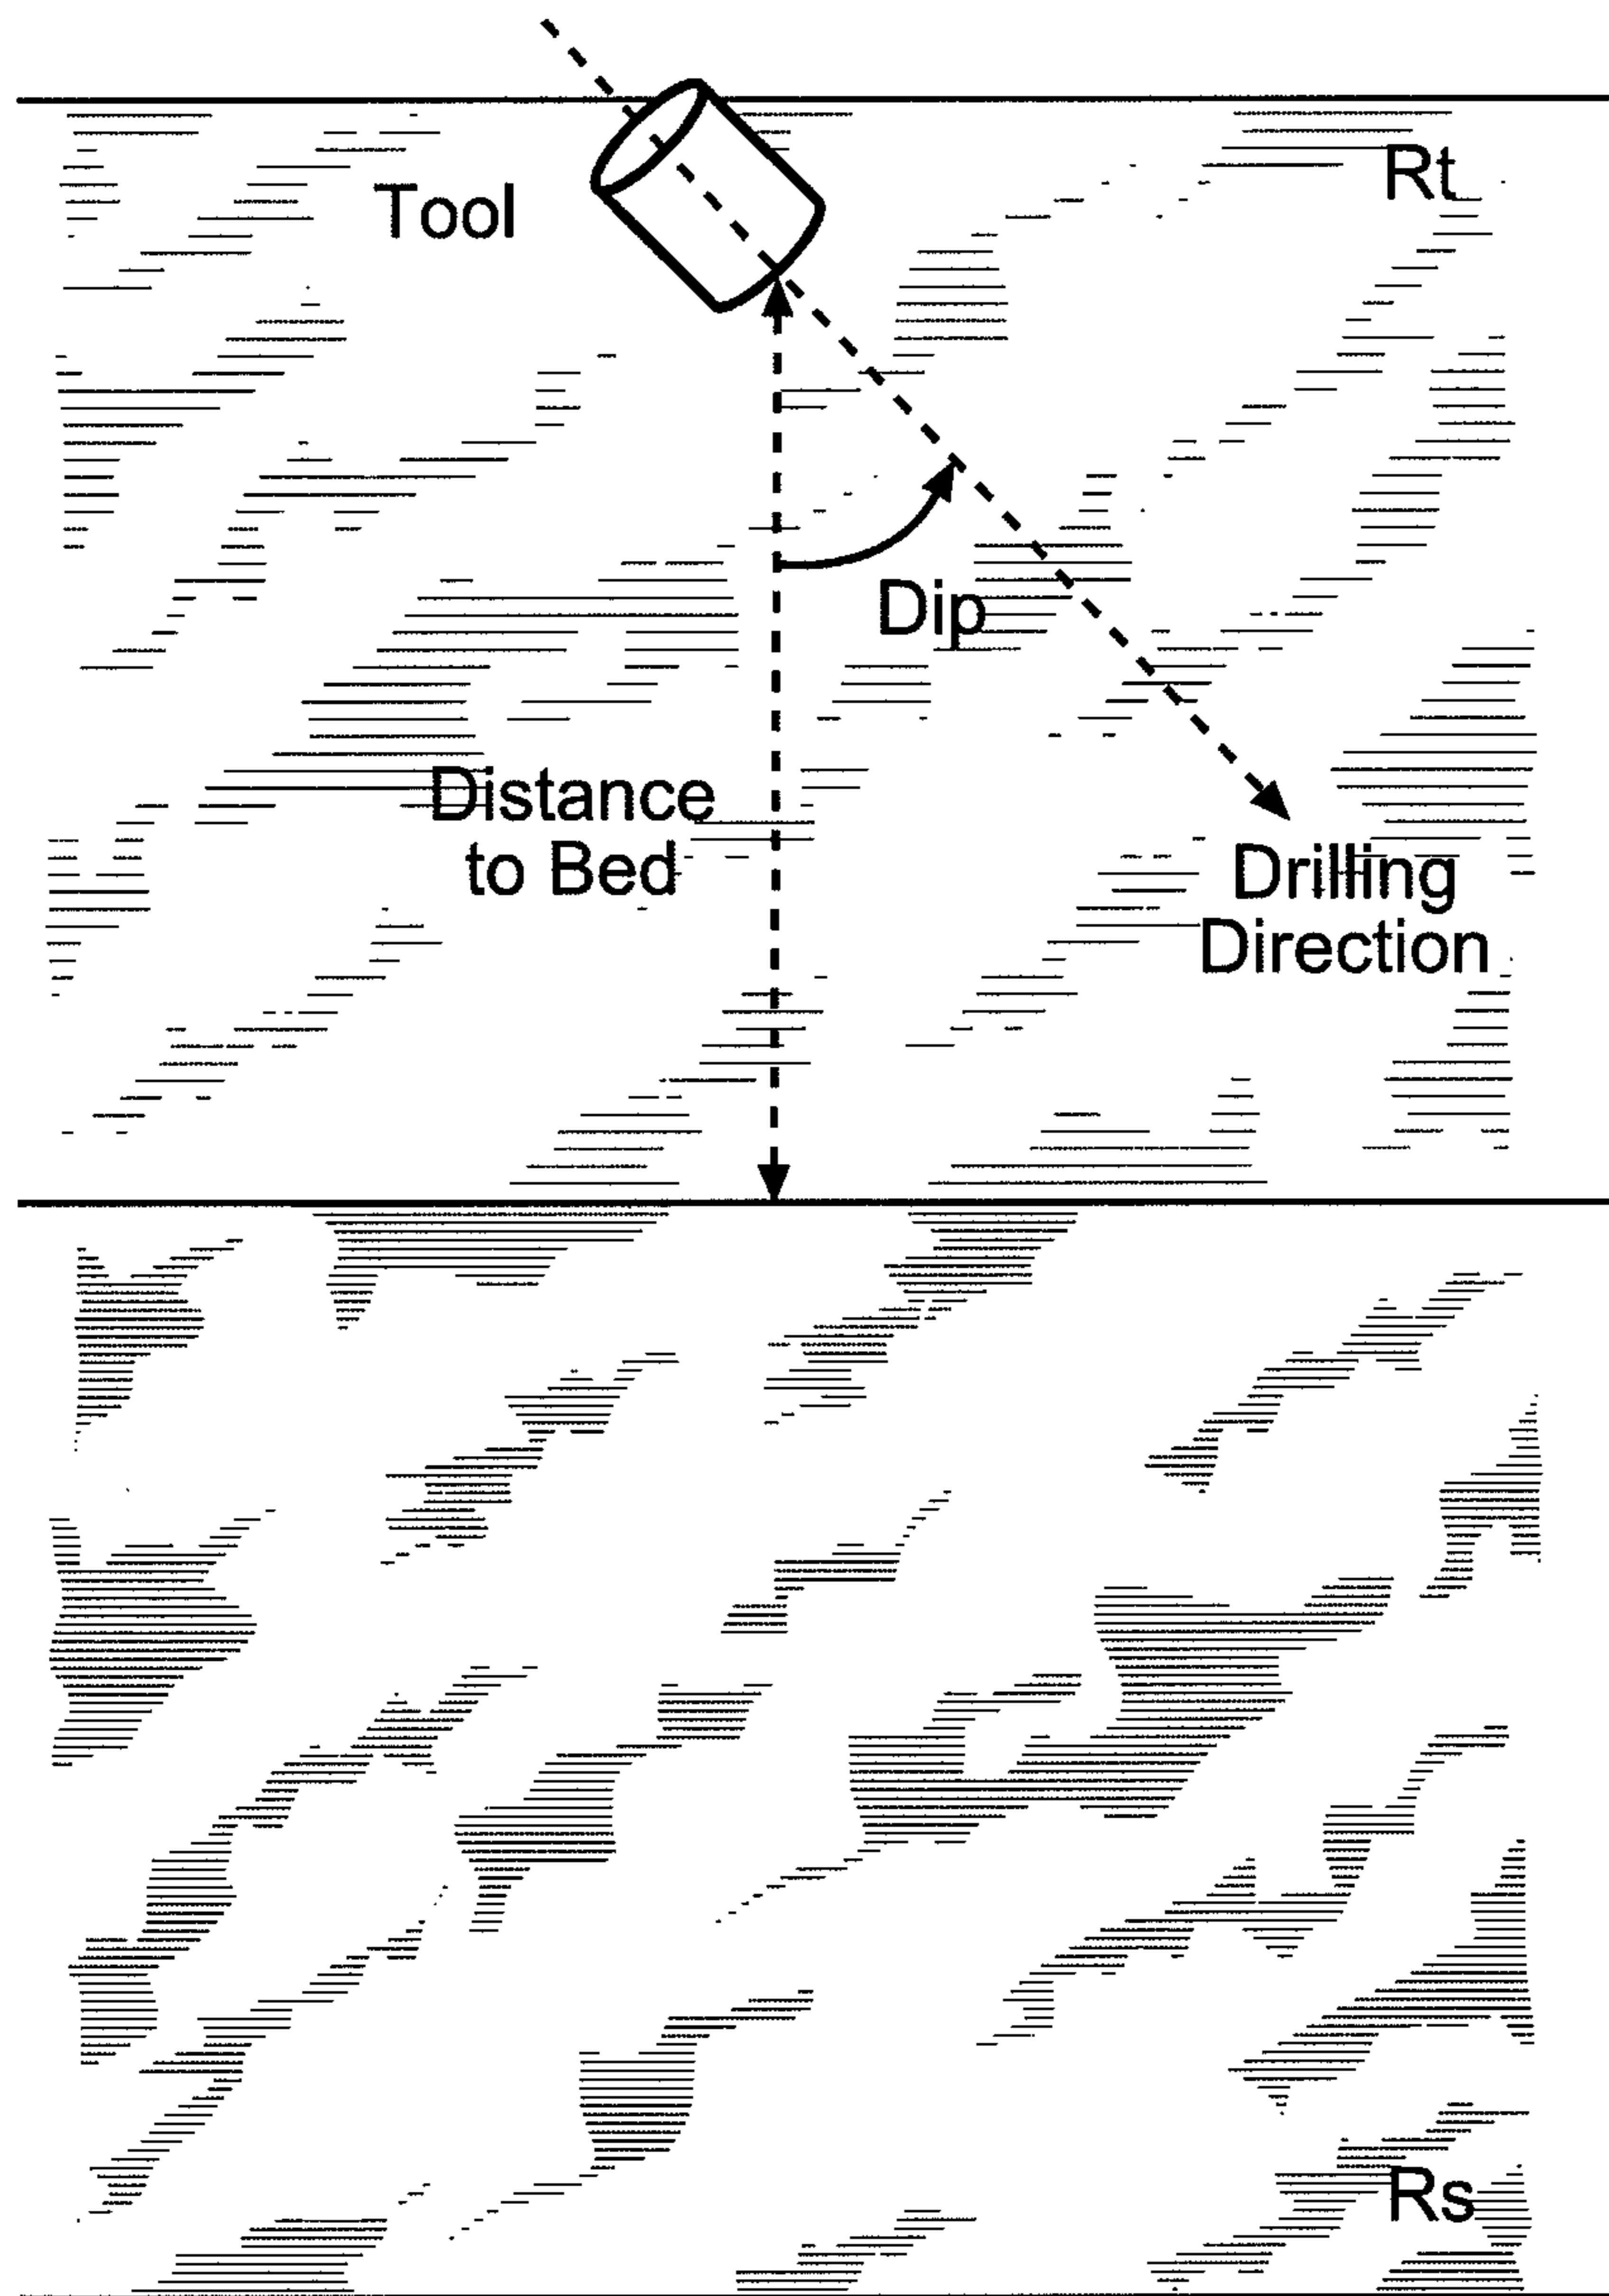 Rt
Tool
Dip
Distance
to Bed
Drilling
Direction
Rs